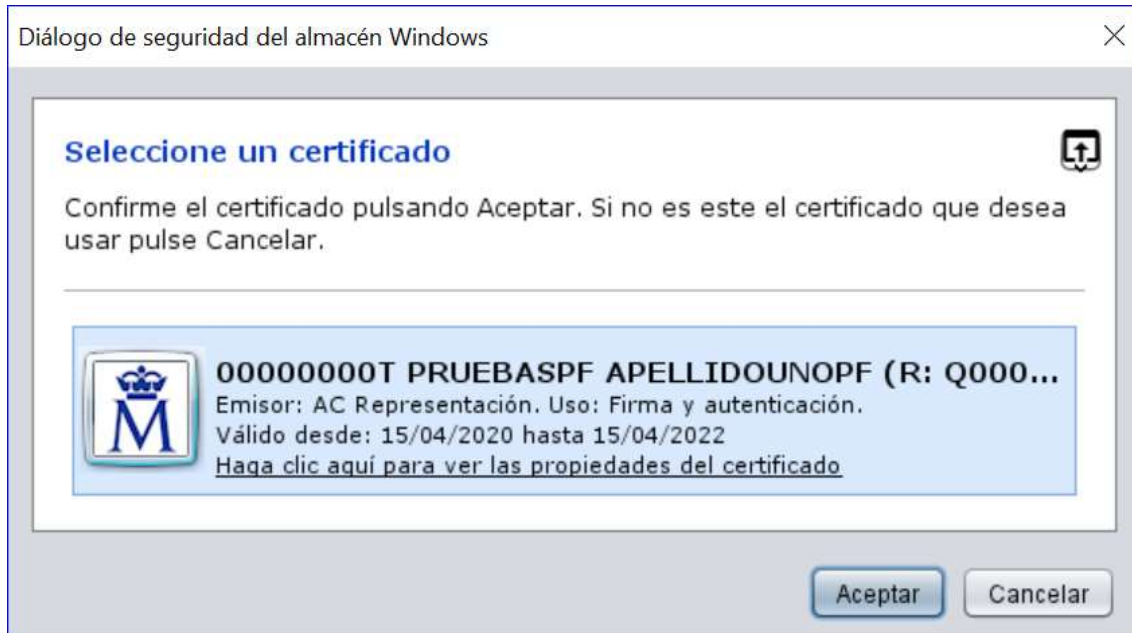 Diálogo de seguridad del almacén Windows
Seleccione un certificado
Confirme el certificado pulsando Aceptar. Si no es este el certificado que desea
usar pulse Cancelar.
M
00000000T PRUEBASPF APELLIDOUNOPF (R: Q000...
Emisor: AC Representación. Uso: Firma y autenticación.
Válido desde: 15/04/2020 hasta 15/04/2022
Haga clic aquí para ver las propiedades del certificado
Aceptar
Cancelar